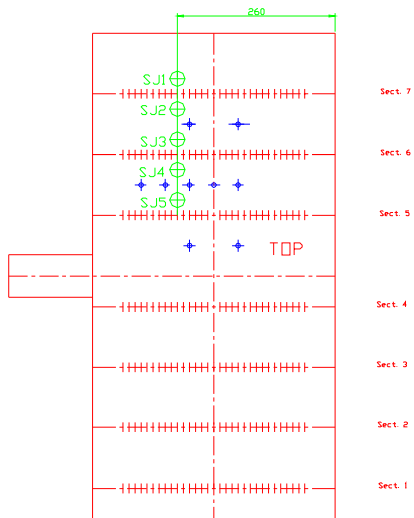 260
SJ1
Sect. 7
SJ2
SJ3
Sect. 6
SJ4
SJ5
Sect. 5
TOP
Sect. 4
Sect. 3
Sect. 2
Sect. 1